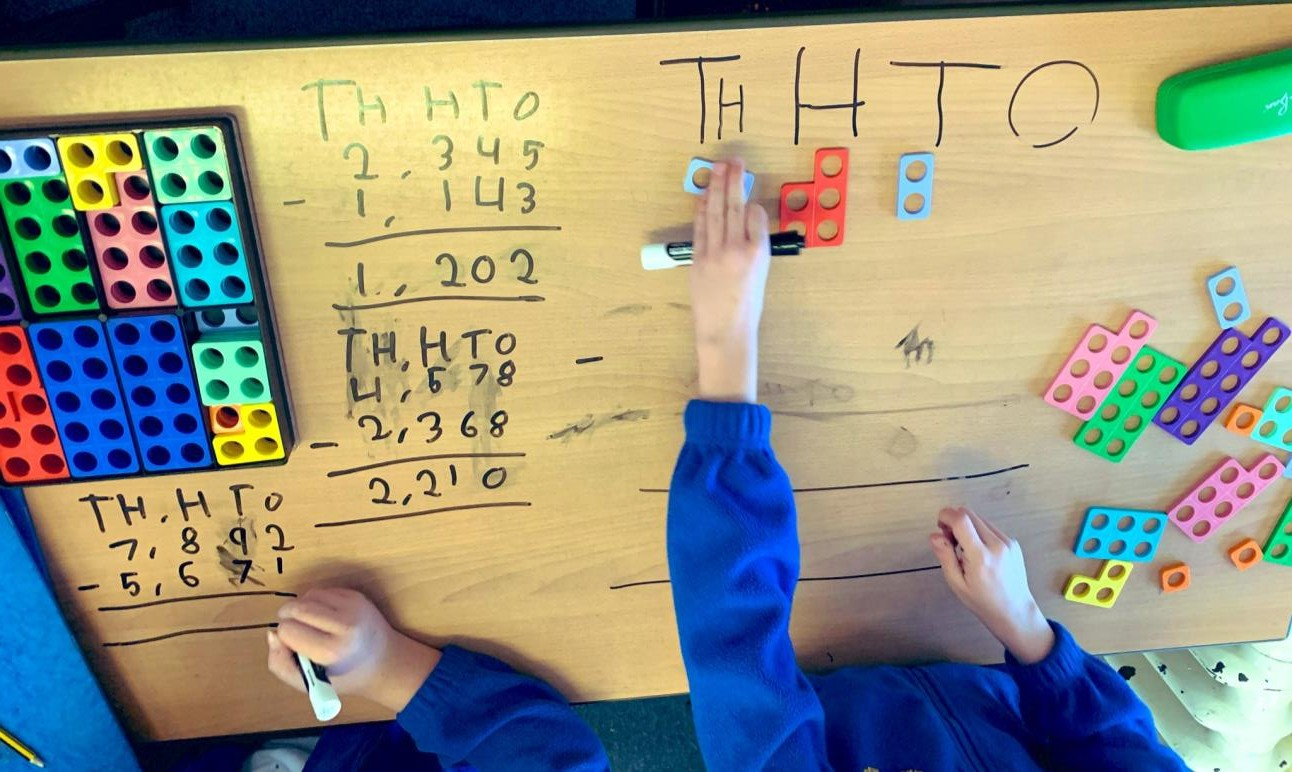 TH H T O
2,345
- 1,143
1,202
TH, H T O
4,578
- 2,368
2,210
TH, H T O
7,892
- 5,671
TH H T O
-